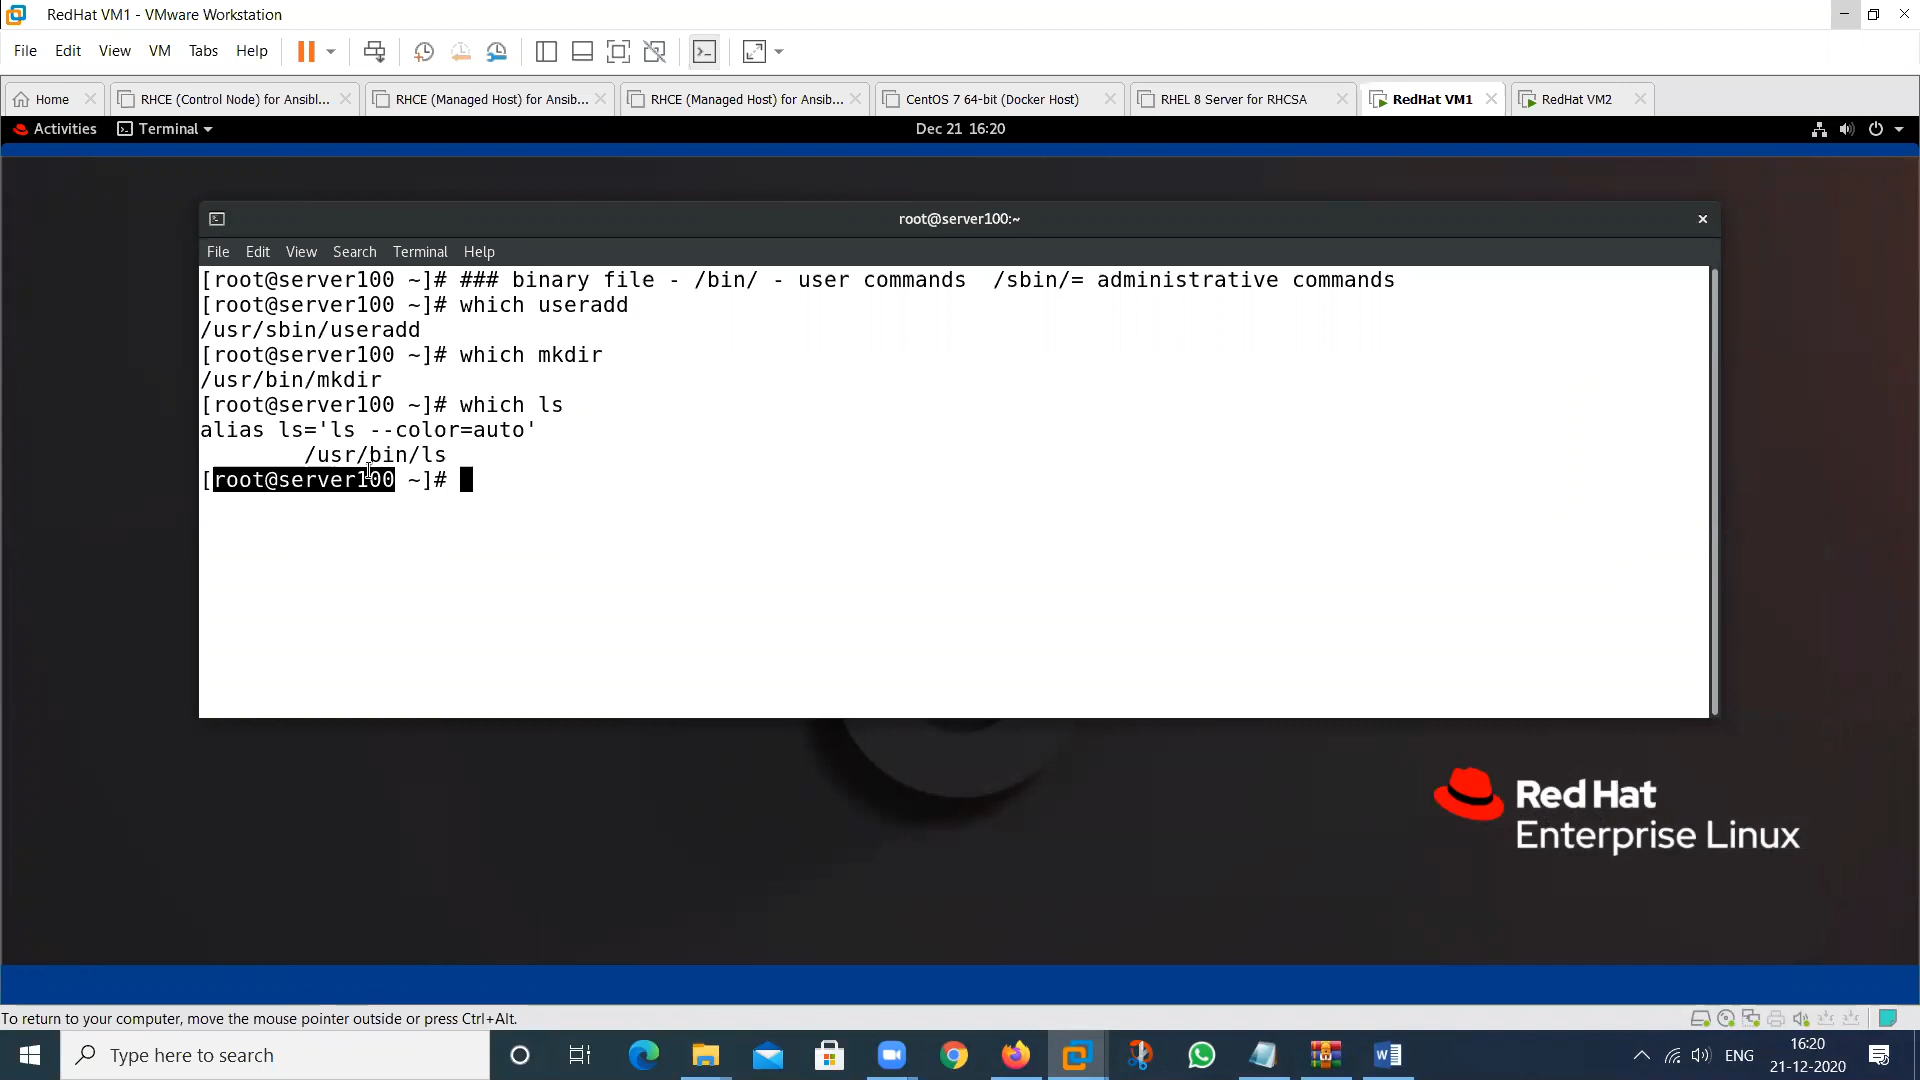 RedHat VM1 - VMware Workstation
File Edit View VM Tabs Help
Home RHCE (Control Node) for Ansibl... RHCE (Managed Host) for Ansib... RHCE (Managed Host) for Ansib... CentOS 7 64-bit (Docker Host) RHEL 8 Server for RHCSA RedHat VM1 RedHat VM2
Activities Terminal Dec 21 16:20
root@server100:~
File Edit View Search Terminal Help
[root@server100 ~]# ### binary file - /bin/ - user commands  /sbin/= administrative commands
[root@server100 ~]# which useradd
/usr/sbin/useradd
[root@server100 ~]# which mkdir
/usr/bin/mkdir
[root@server100 ~]# which ls
alias ls='ls --color=auto'
        /usr/bin/ls
[root@server100 ~]#
Red Hat
Enterprise Linux
To return to your computer, move the mouse pointer outside or press Ctrl+Alt.
Type here to search
ENG
16:20
21-12-2020